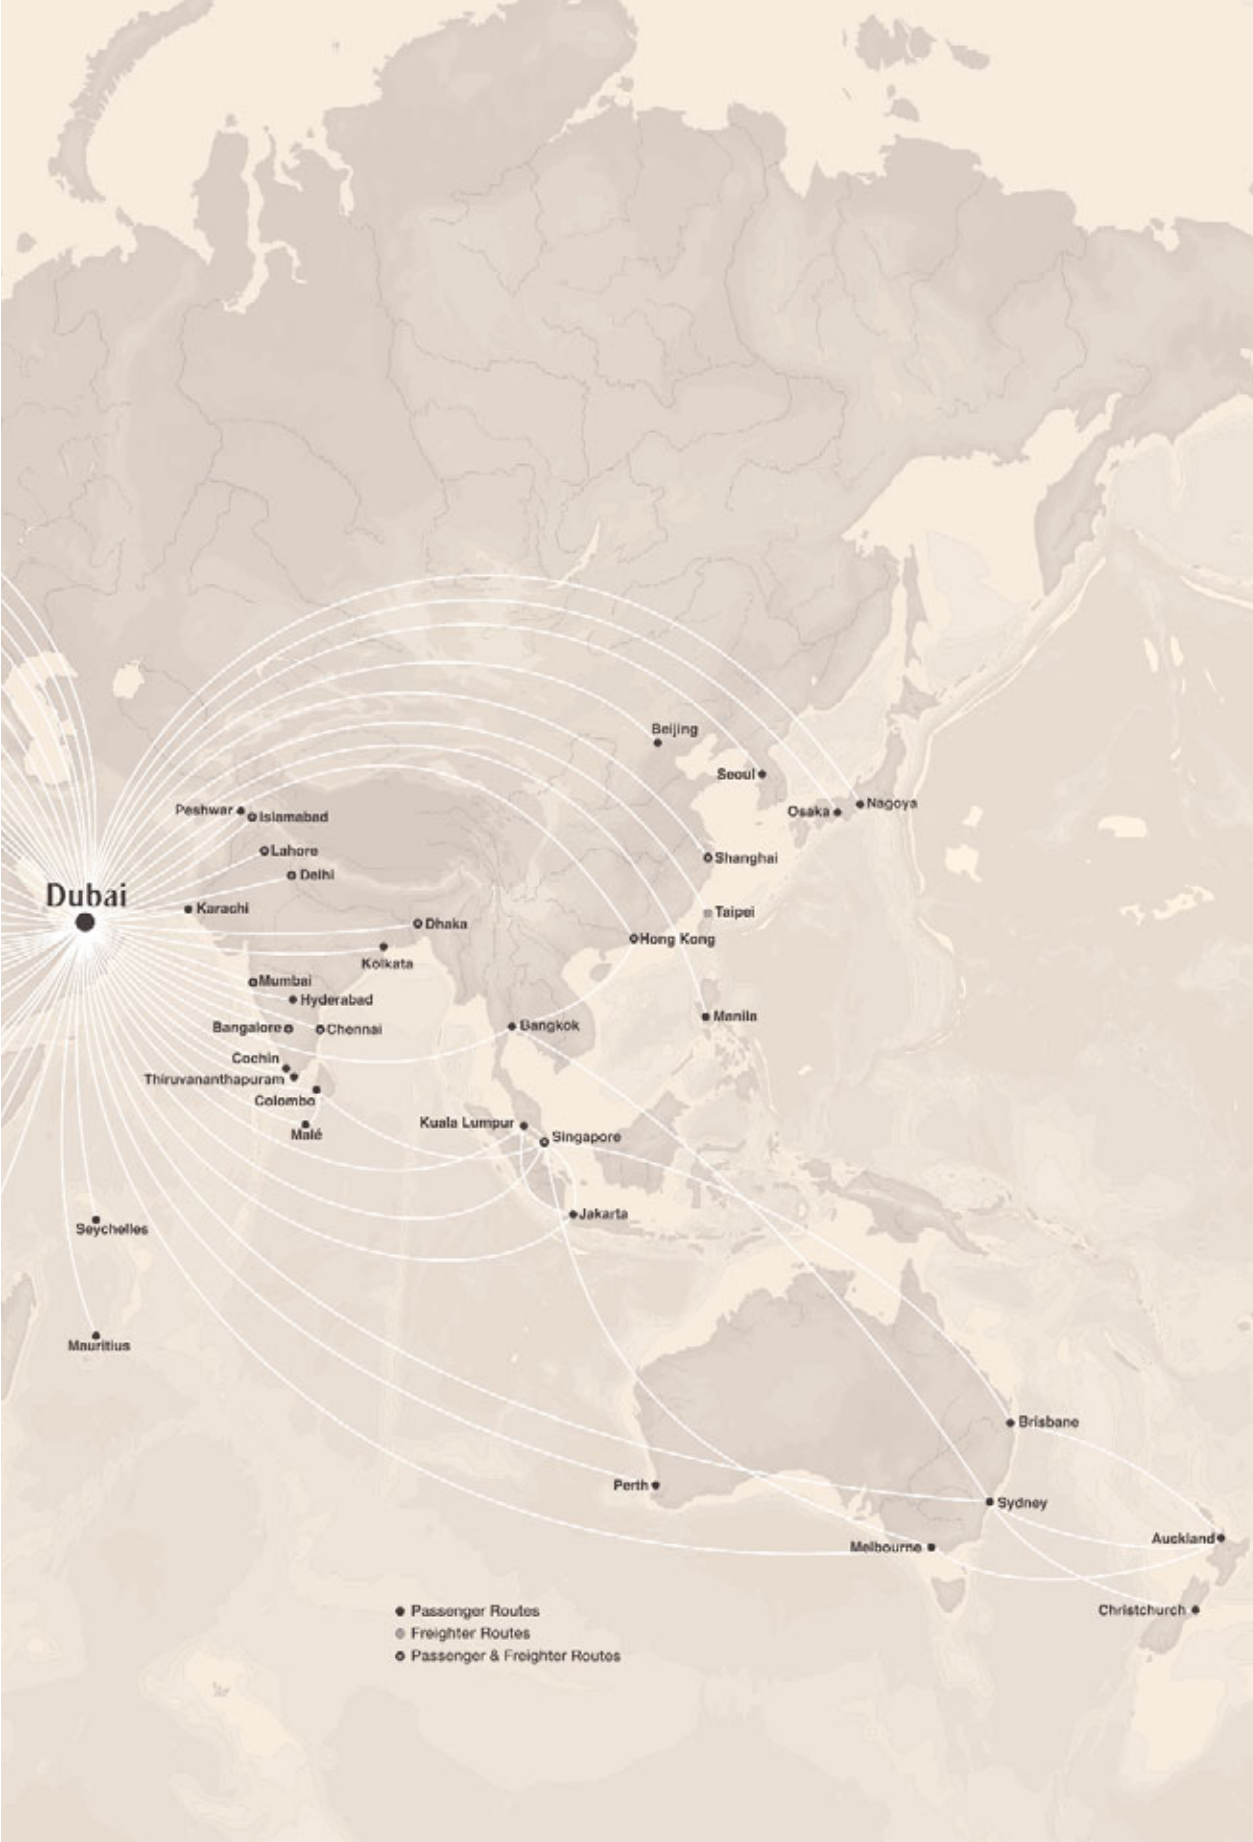 Beijing
Seoul
Osaka
Nagoya
Peshwar
Islamabad
Lahore
Shanghai
Delhi
Dubai
Karachi
Taipei
Dhaka
Hong Kong
Kolkata
Mumbai
Hyderabad
Manila
Bangkok
Bangalore
Chennai
Cochin
Thiruvananthapuram
Colombo
Kuala Lumpur
Malé
Singapore
Jakarta
Seychelles
Mauritius
Brisbane
Perth
Sydney
Auckland
Melbourne
Christchurch
Passenger Routes
Freighter Routes
Passenger & Freighter Routes